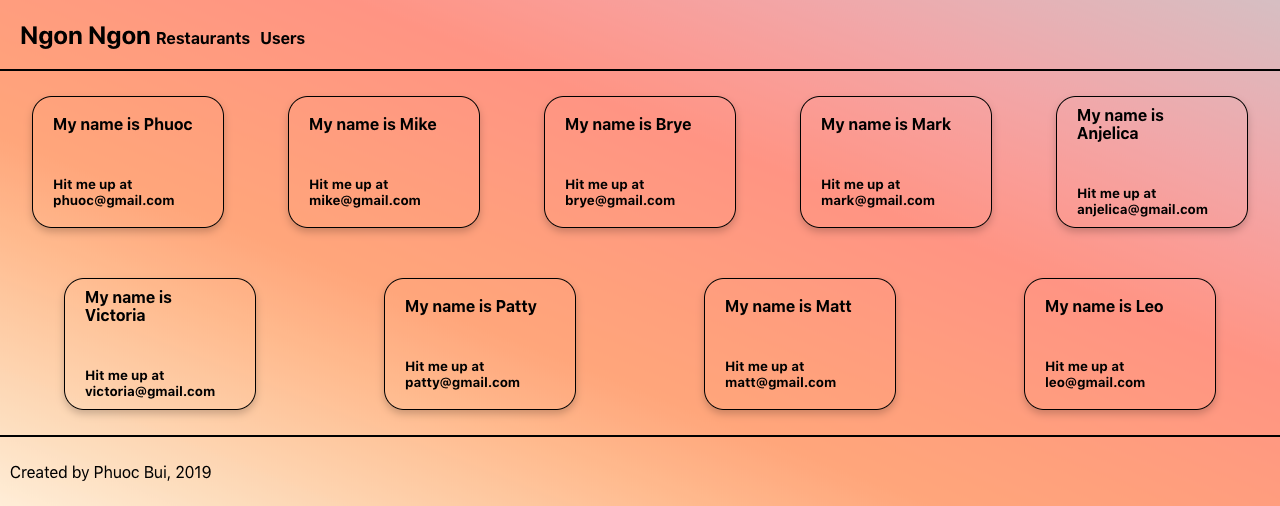 Ngon Ngon Restaurants Users
My name is Phuoc
Hit me up at
phuoc@gmail.com
My name is Mike
Hit me up at
mike@gmail.com
My name is Brye
Hit me up at
brye@gmail.com
My name is Mark
Hit me up at
mark@gmail.com
My name is
Anjelica
Hit me up at
anjelica@gmail.com
My name is
Victoria
Hit me up at
victoria@gmail.com
My name is Patty
Hit me up at
patty@gmail.com
My name is Matt
Hit me up at
matt@gmail.com
My name is Leo
Hit me up at
leo@gmail.com
Created by Phuoc Bui, 2019